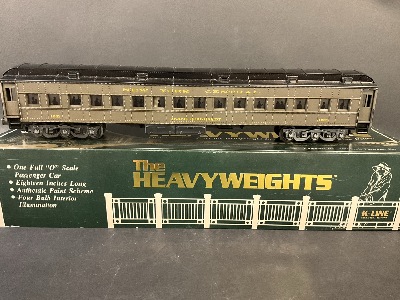 The
HEAVYWEIGHTS
• One Full "O" Scale
Passenger Car
• Eighteen Inches Long
• Authentic Paint Scheme
• Four Bulb Interior
Illumination
K-LINE